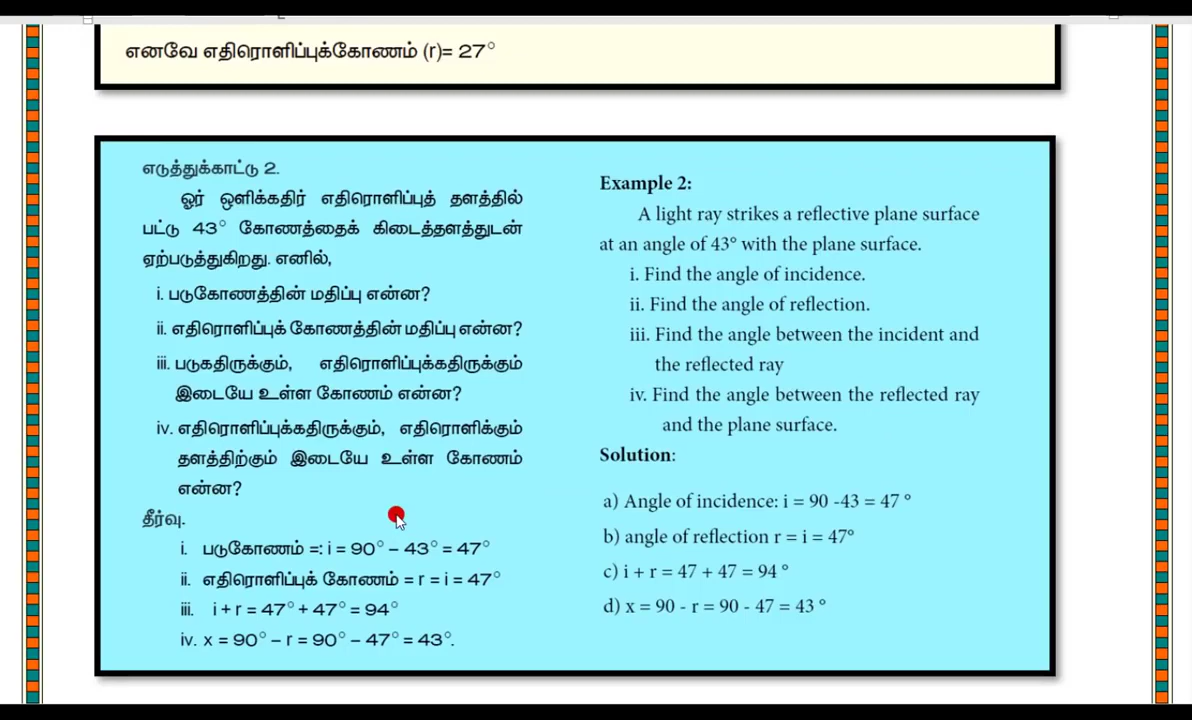 எனவே எதிரொளிப்புக்கோணம் (r)= 27°
எடுத்துக்காட்டு 2.
ஓர் ஒளிக்கதிர் எதிரொளிப்புத் தளத்தில்
பட்டு 43° கோணத்தைக் கிடைத்தளத்துடன்
ஏற்படுத்துகிறது. எனில்,
i. படுகோணத்தின் மதிப்பு என்ன?
ii. எதிரொளிப்புக் கோணத்தின் மதிப்பு என்ன?
iii. படுகதிருக்கும், எதிரொளிப்புக்கதிருக்கும்
இடையே உள்ள கோணம் என்ன?
iv. எதிரொளிப்புக்கதிருக்கும், எதிரொளிக்கும்
தளத்திற்கும் இடையே உள்ள கோணம்
என்ன?
தீர்வு.
i. படுகோணம் =: i = 90° – 43° = 47°
ii. எதிரொளிப்புக் கோணம் = r = i = 47°
iii. i + r = 47° + 47° = 94°
iv. x = 90° – r = 90° – 47° = 43°.
Example 2:
A light ray strikes a reflective plane surface
at an angle of 43° with the plane surface.
i. Find the angle of incidence.
ii. Find the angle of reflection.
iii. Find the angle between the incident and
the reflected ray
iv. Find the angle between the reflected ray
and the plane surface.
Solution:
a) Angle of incidence: i = 90 -43 = 47 °
b) angle of reflection r = i = 47°
c) i + r = 47 + 47 = 94 °
d) x = 90 - r = 90 - 47 = 43 °